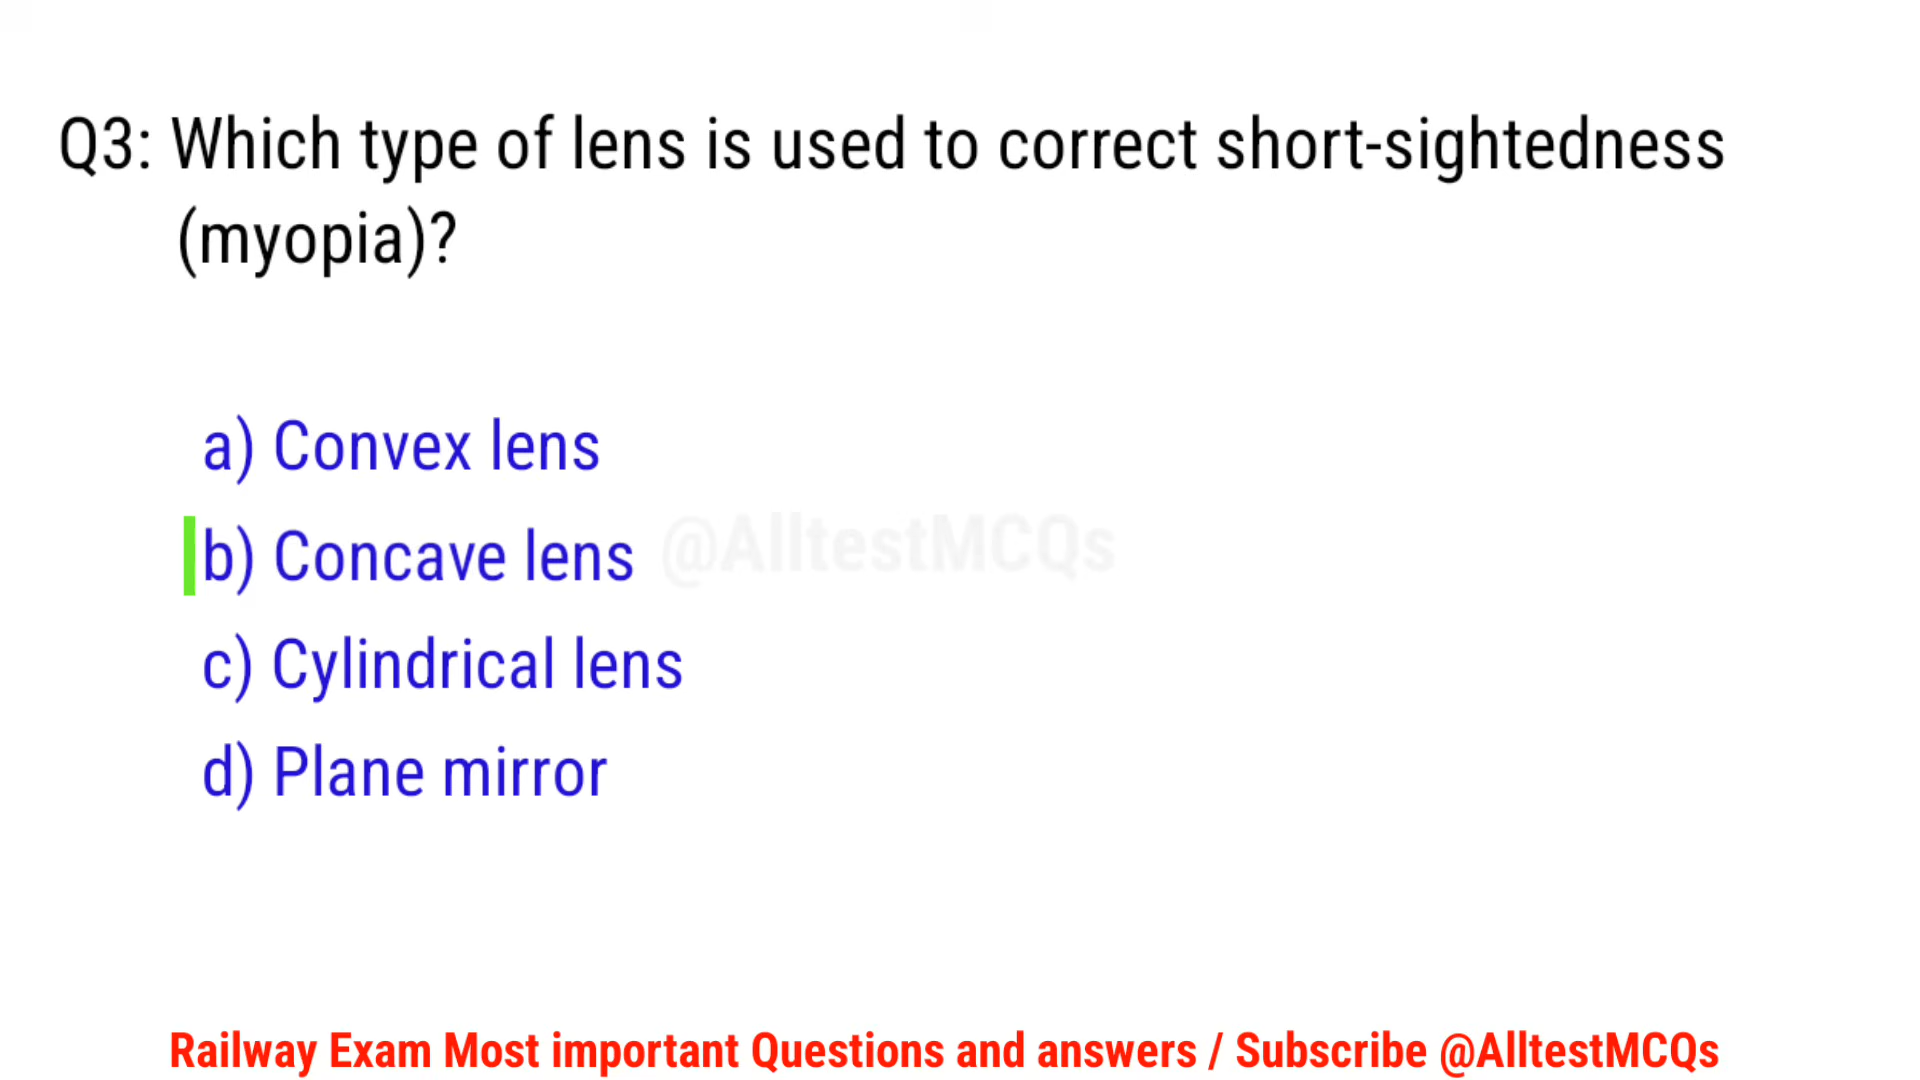 Q3: Which type of lens is used to correct short-sightedness
(myopia)?
a) Convex lens
b) Concave lens
@AlltestMCQs
c) Cylindrical lens
d) Plane mirror
Railway Exam Most important Questions and answers / Subscribe @AlltestMCQs